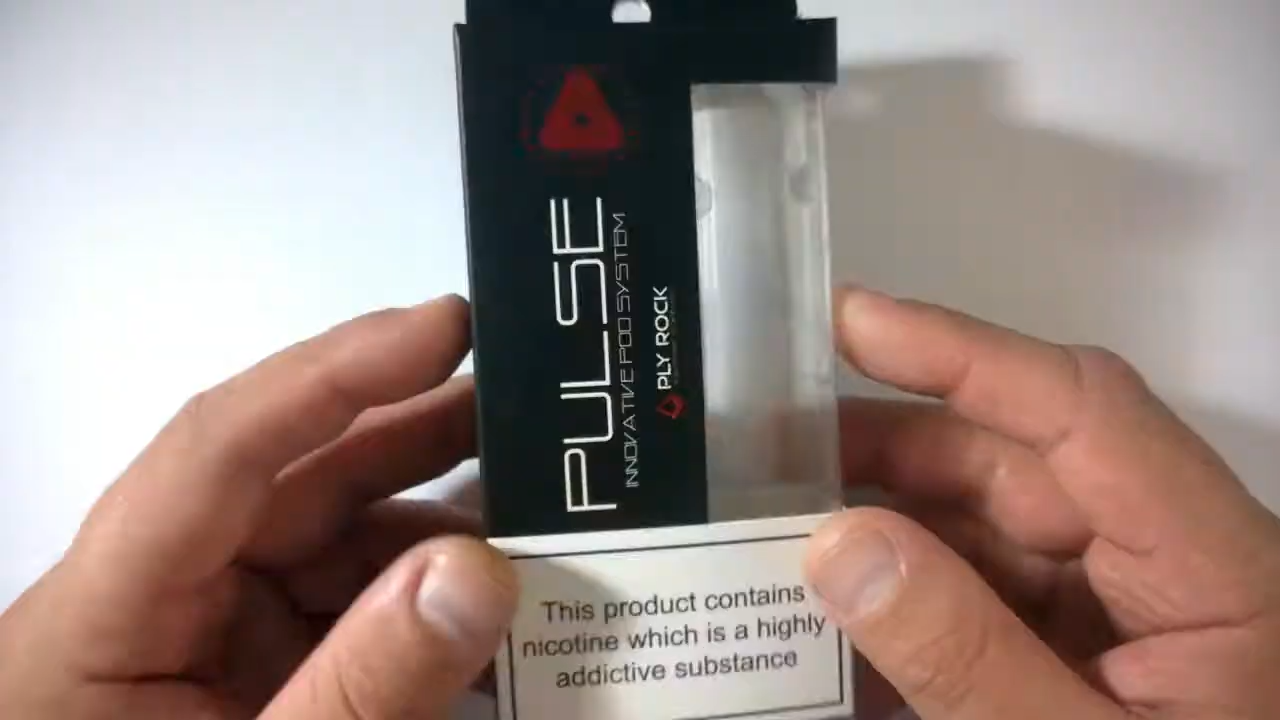 PULSE
INNOVATIVE POD SYSTEM
PLY ROCK
This product contains
nicotine which is a highly
addictive substance